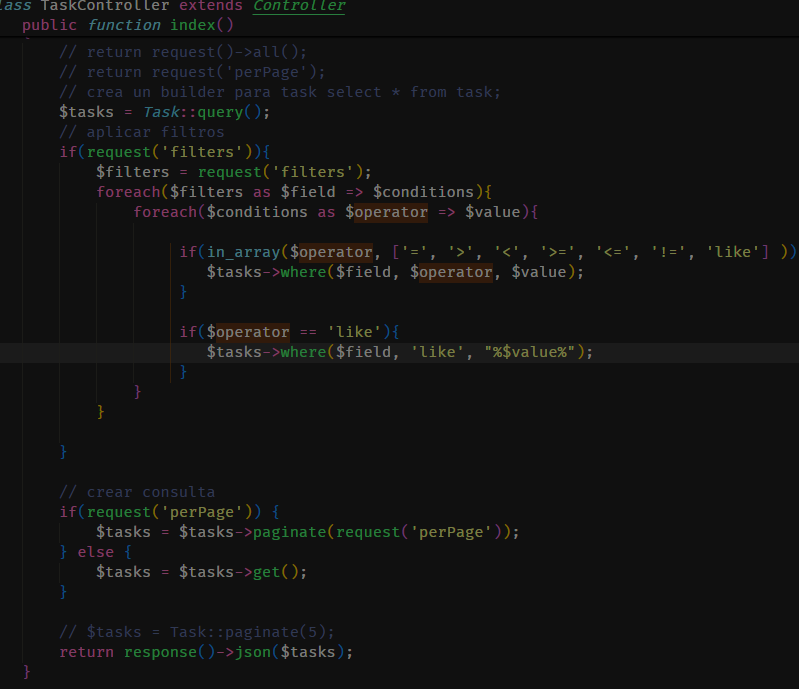 lass TaskController extends Controller
public function index()
{
// return request()->all();
// return request('perPage');
// crea un builder para task select * from task;
$tasks = Task::query();
// aplicar filtros
if(request('filters')){
$filters = request('filters');
foreach($filters as $field => $conditions){
foreach($conditions as $operator => $value){
if(in_array($operator, ['=', '>', '<', '>=', '<=', '!=', 'like'] ))
$tasks->where($field, $operator, $value);
}
if($operator == 'like'){
$tasks->where($field, 'like', "%$value%");
}
}
}
}
// crear consulta
if(request('perPage')) {
$tasks = $tasks->paginate(request('perPage'));
} else {
$tasks = $tasks->get();
}
// $tasks = Task::paginate(5);
return response()->json($tasks);
}